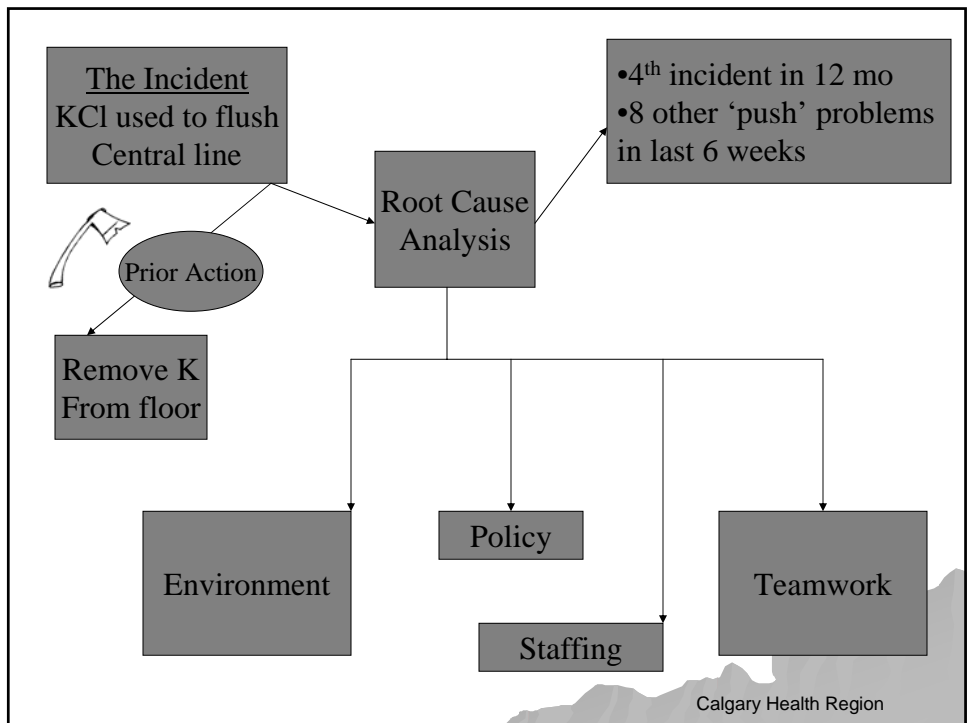 The Incident
KCl used to flush
Central line
•4th incident in 12 mo
•8 other ‘push’ problems
in last 6 weeks
Root Cause
Analysis
Prior Action
Remove K
From floor
Environment
Policy
Staffing
Teamwork
Calgary Health Region